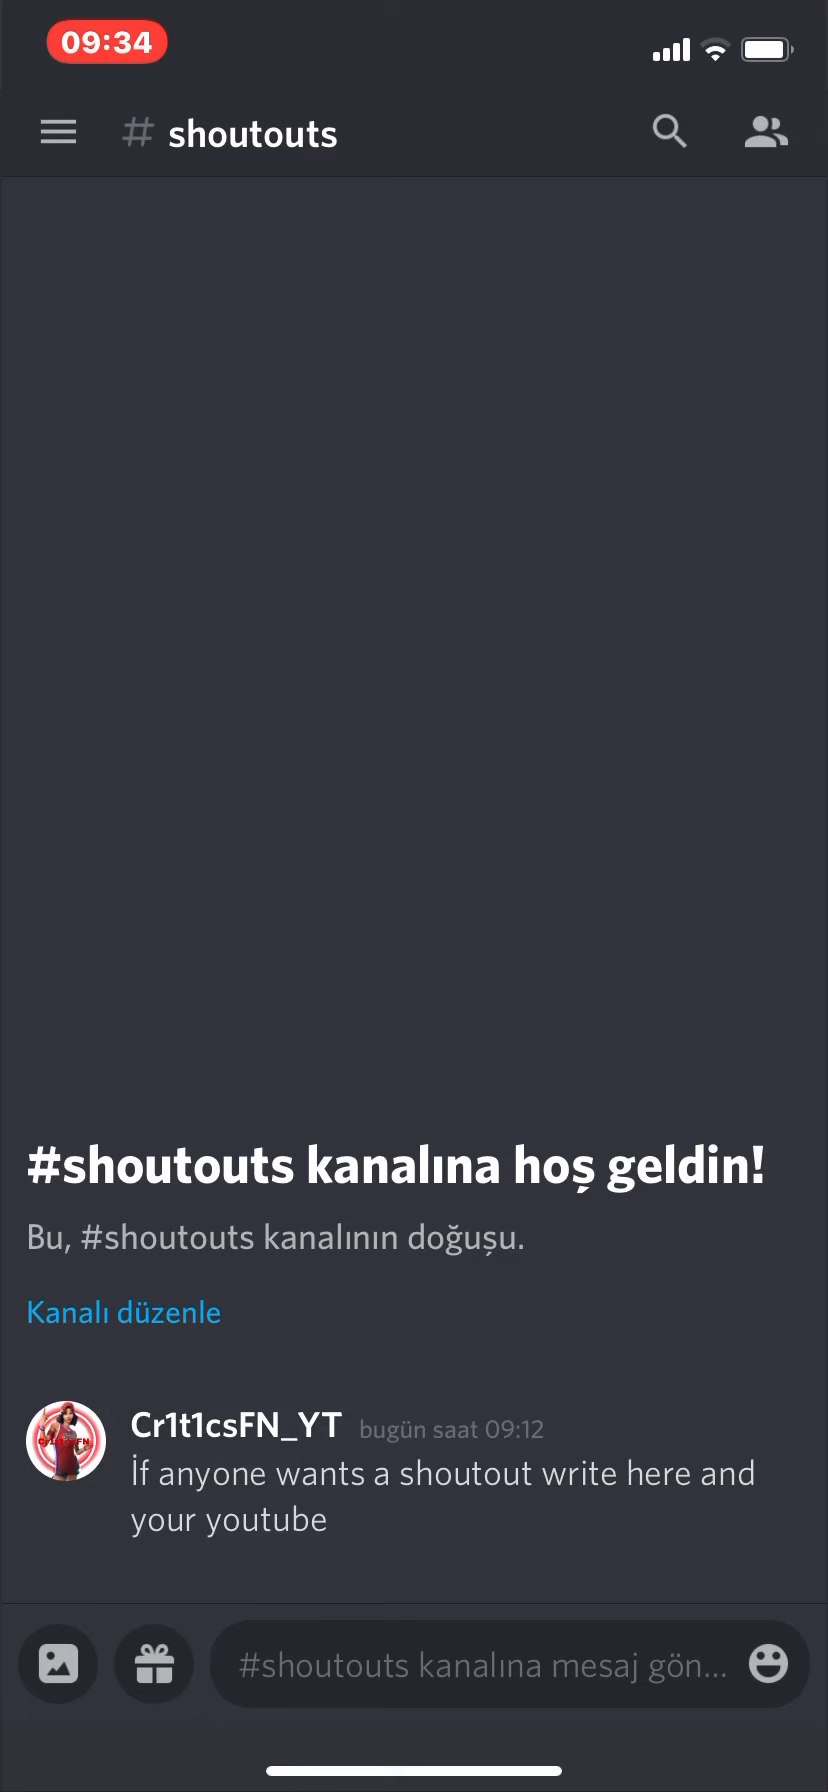 09:34
# shoutouts
#shoutouts kanalına hoş geldin!
Bu, #shoutouts kanalının doğuşu.
Kanalı düzenle
Cr1t1csFN_YT bugün saat 09:12
İf anyone wants a shoutout write here and
your youtube
#shoutouts kanalına mesaj gön...